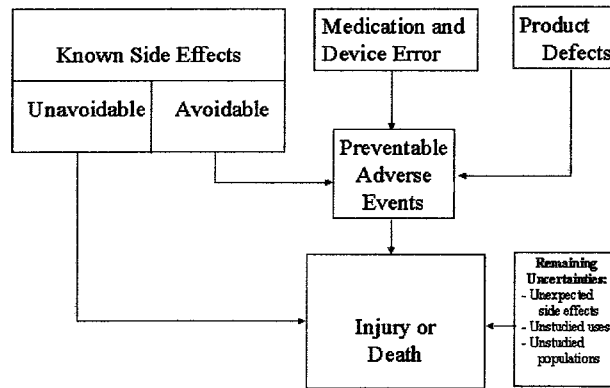 Known Side Effects
Unavoidable
Avoidable
Medication and
Device Error
Product
Defects
Preventable
Adverse
Events
Injury or
Death
Remaining
Uncertainties:
- Unexpected
side effects
- Unstudied uses
- Unstudied
populations